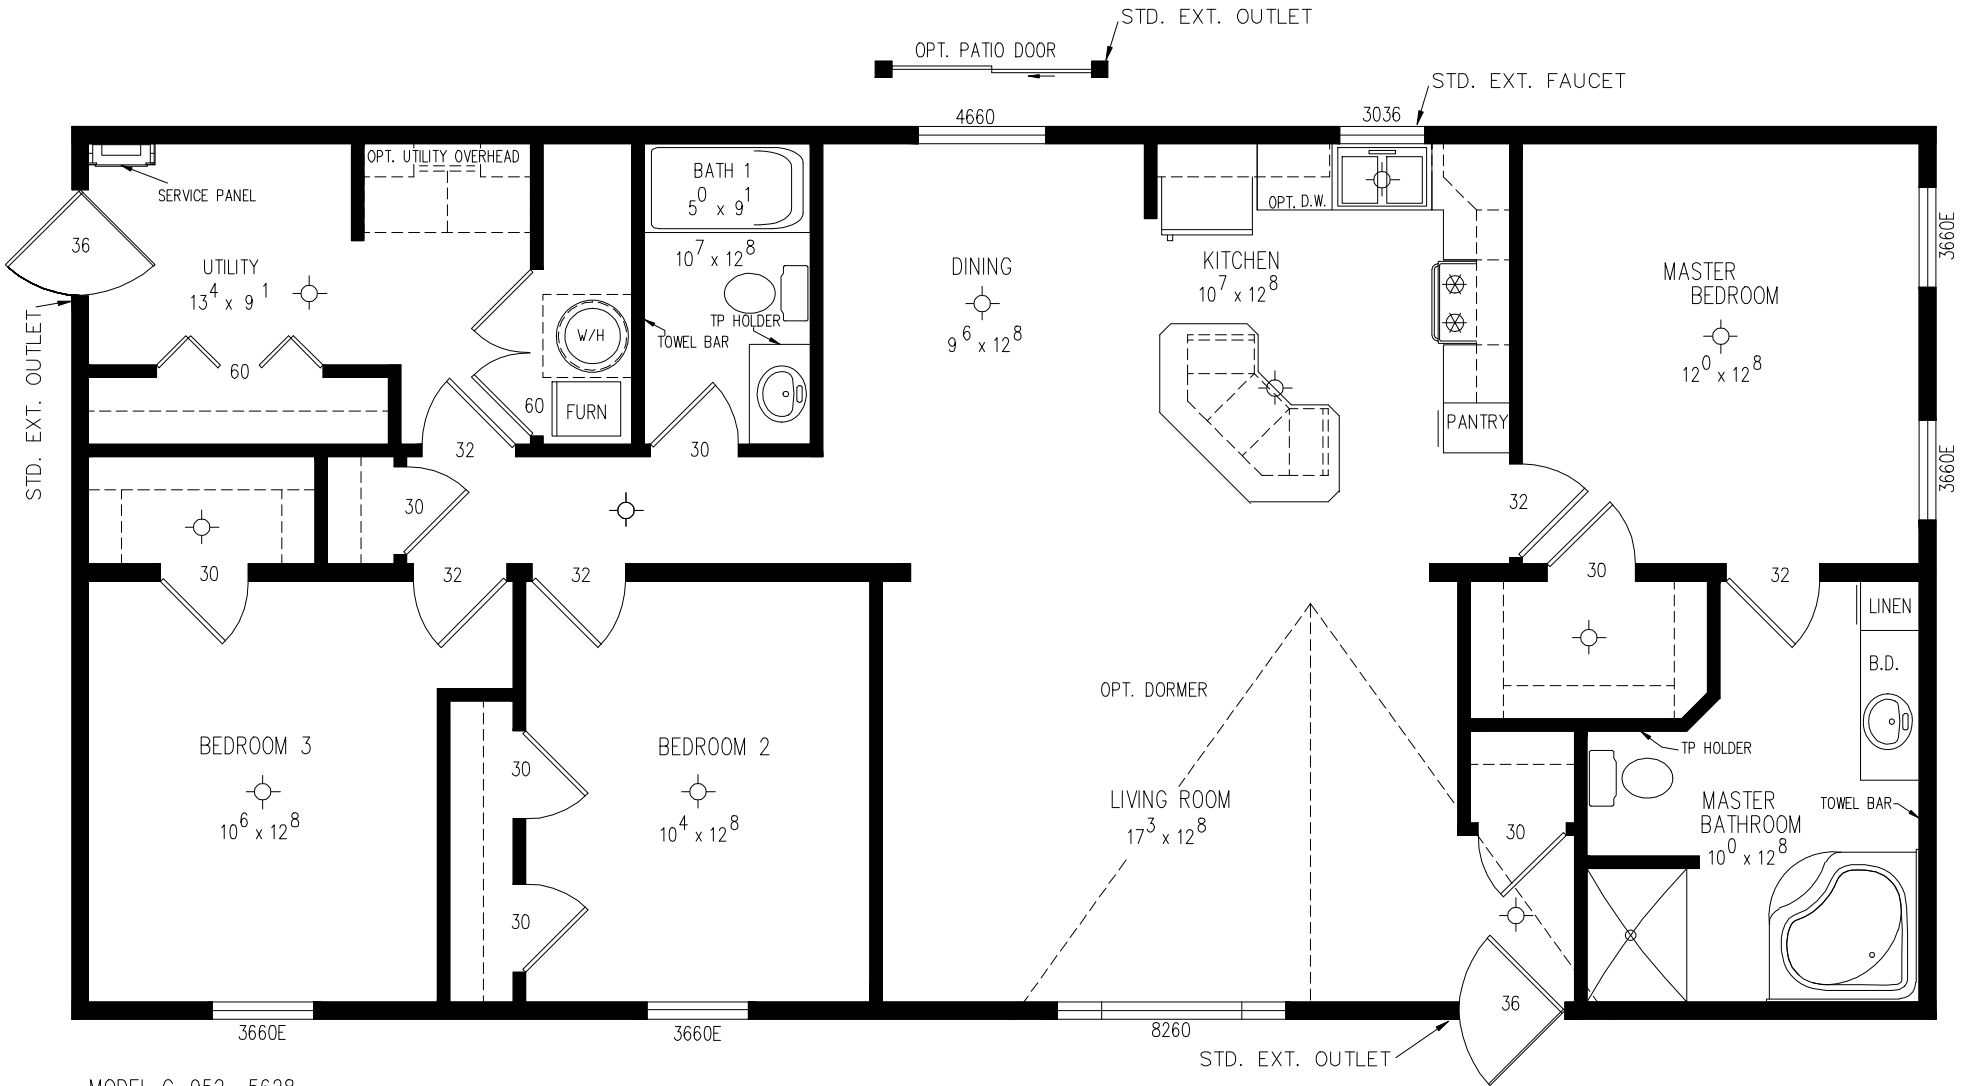 STD. EXT. OUTLET
OPT. PATIO DOOR
STD. EXT. FAUCET
4660
3036
OPT. UTILITY OVERHEAD
SERVICE PANEL
BATH 1
5⁰ x 9¹
OPT. D.W.
36
UTILITY
13⁴ x 9¹
10⁷ x 12⁸
DINING
9⁶ x 12⁸
KITCHEN
10⁷ x 12⁸
MASTER
BEDROOM
12⁰ x 12⁸
3660E
3660E
STD. EXT. OUTLET
W/H
TP HOLDER
TOWEL BAR
60
60
FURN
PANTRY
32
30
30
32
30
32
32
30
32
LINEN
B.D.
OPT. DORMER
BEDROOM 3
10⁶ x 12⁸
BEDROOM 2
10⁴ x 12⁸
30
30
LIVING ROOM
17³ x 12⁸
30
TP HOLDER
MASTER
BATHROOM
10⁰ x 12⁸
TOWEL BAR
36
3660E
3660E
8260
STD. EXT. OUTLET